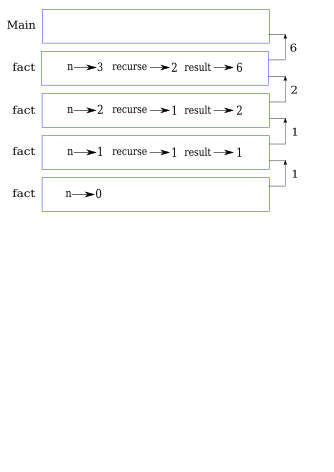 Main
6
fact n 3 recurse 2 result 6
2
fact n 2 recurse 1 result 2
1
fact n 1 recurse 1 result 1
1
fact n 0